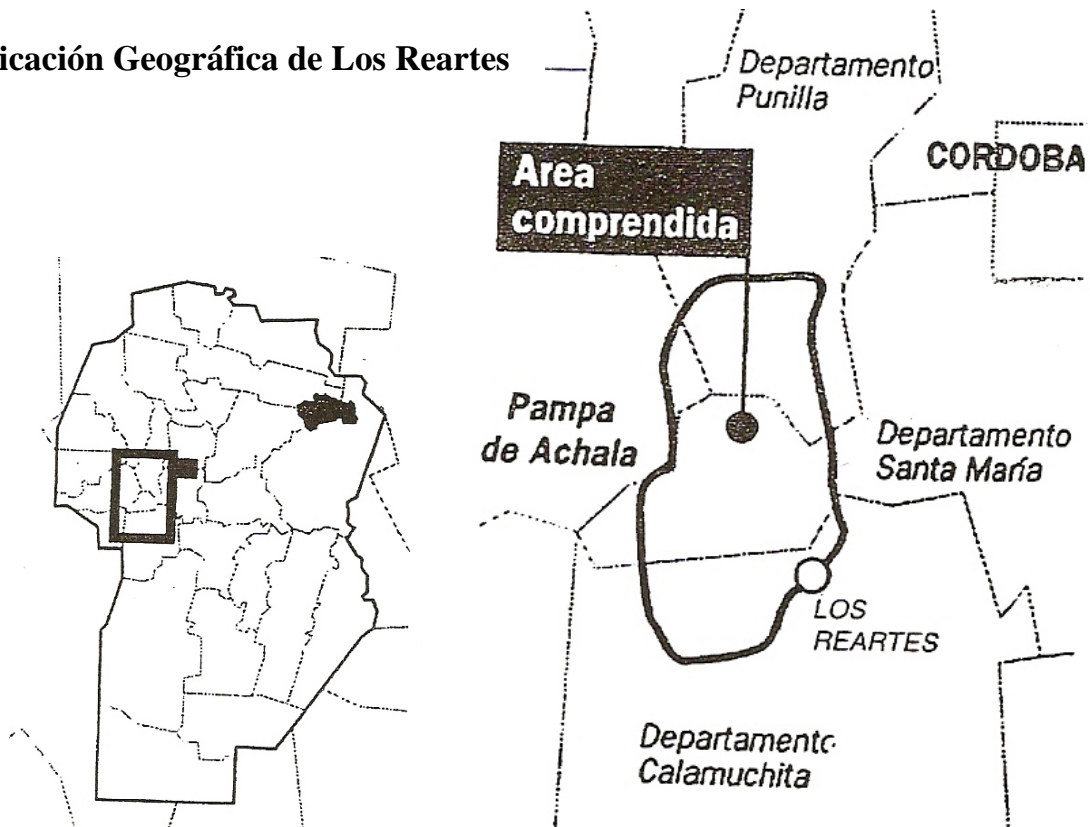 icación Geográfica de Los Reartes
Departamento
Punilla
CORDOBA
Area
comprendida
Pampa
de Achala
Departamento
Santa María
LOS
REARTES
Departamento
Calamuchita